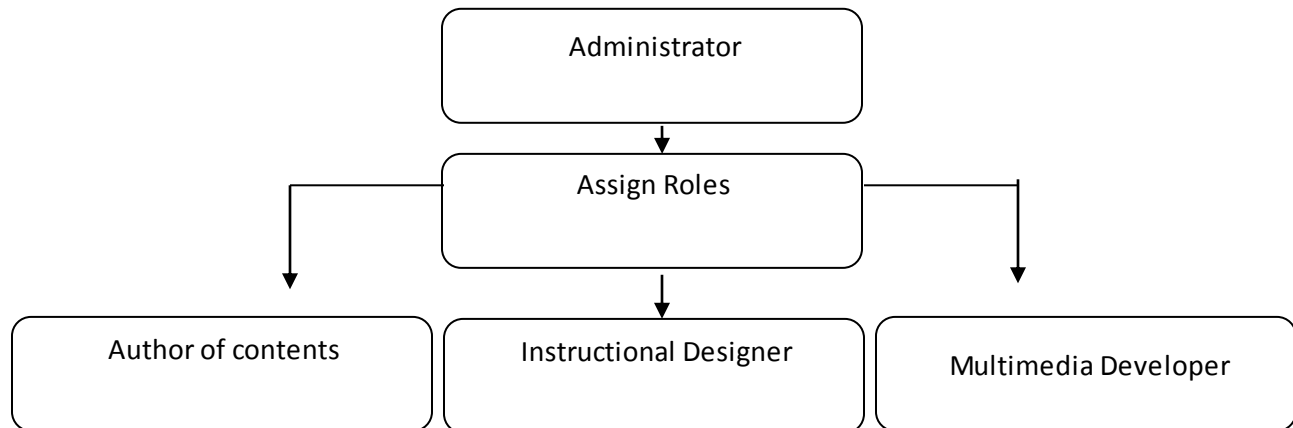 Administrator
Assign Roles
Author of contents
Instructional Designer
Multimedia Developer